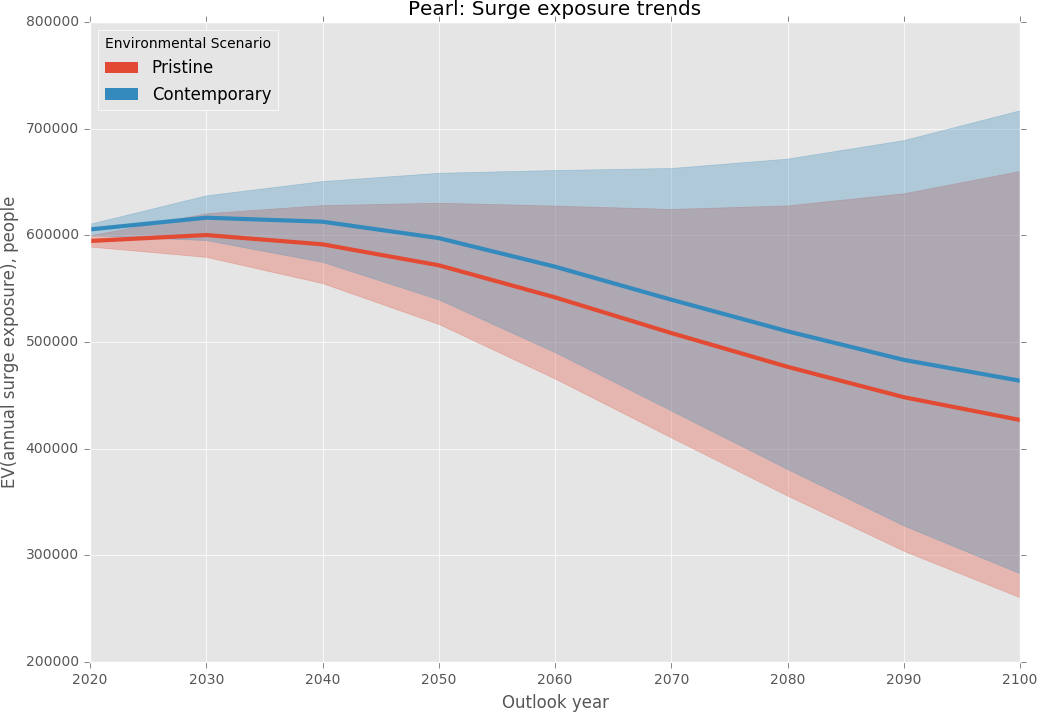 Pearl: Surge exposure trends
Environmental Scenario
Pristine
Contemporary
EV(annual surge exposure), people
800000
700000
600000
500000
400000
300000
200000
2020 2030 2040 2050 2060 2070 2080 2090 2100
Outlook year